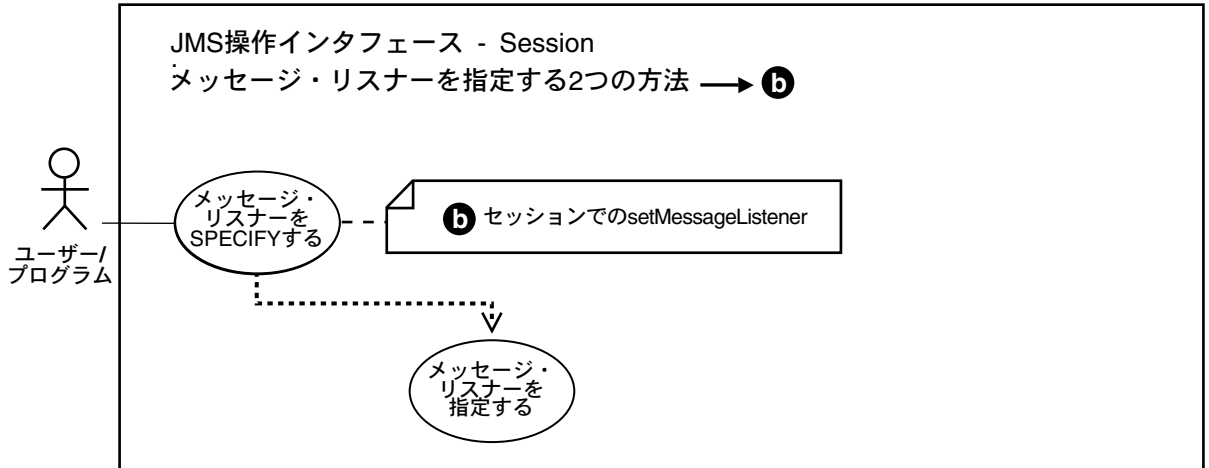 JMS操作インタフェース - Session
メッセージ・リスナーを指定する2つの方法 b
メッセージ・
リスナーを
SPECIFYする
b セッションでのsetMessageListener
ユーザー/
プログラム
メッセージ・
リスナーを
指定する